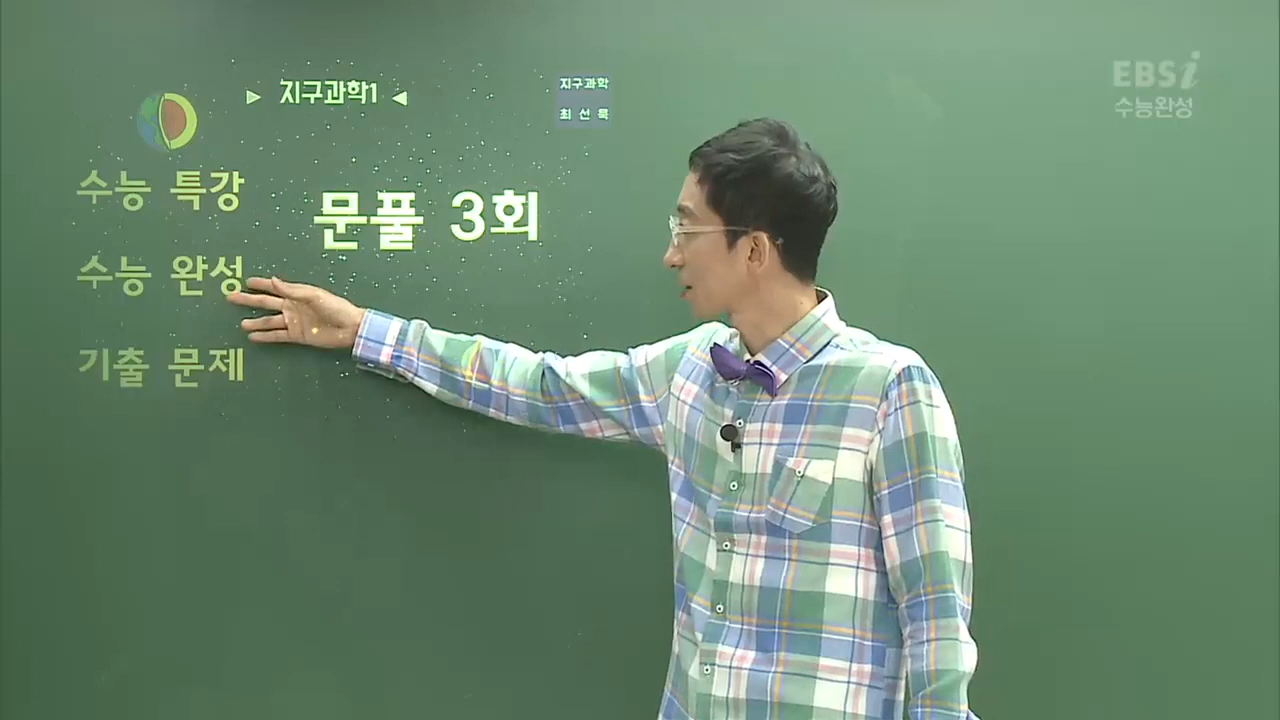 ▷ 지구과학1 ◁
지구과학
최 선 묵
EBSi
수능완성
수능 특강
문풀 3회
수능 완성
기출 문제